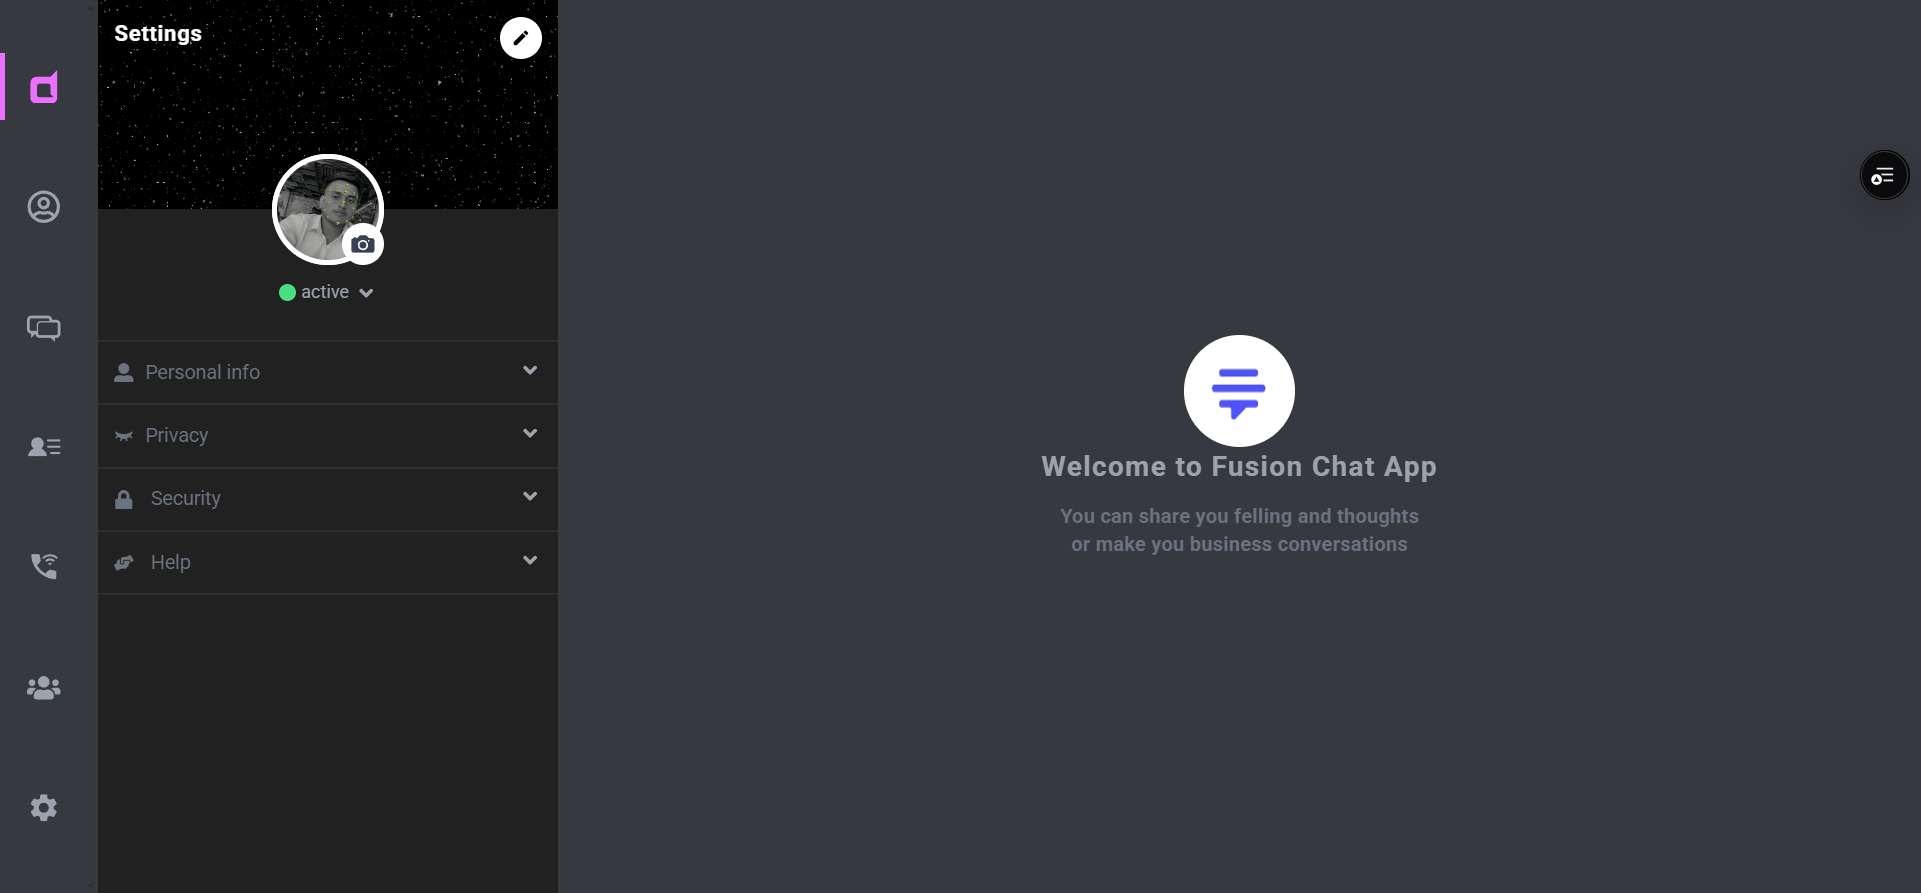 Settings
active
Personal info
Privacy
Security
Help
Welcome to Fusion Chat App
You can share you felling and thoughts
or make you business conversations